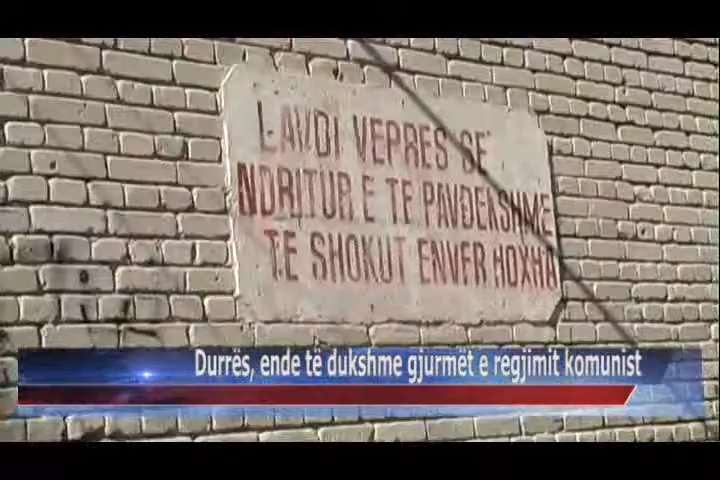 LAVDI VEPRES SE
NDRITUR E TE PAVDEKSHME
TE SHOKUT ENVER HOXHA
Durrës, ende të dukshme gjurmët e regjimit komunist